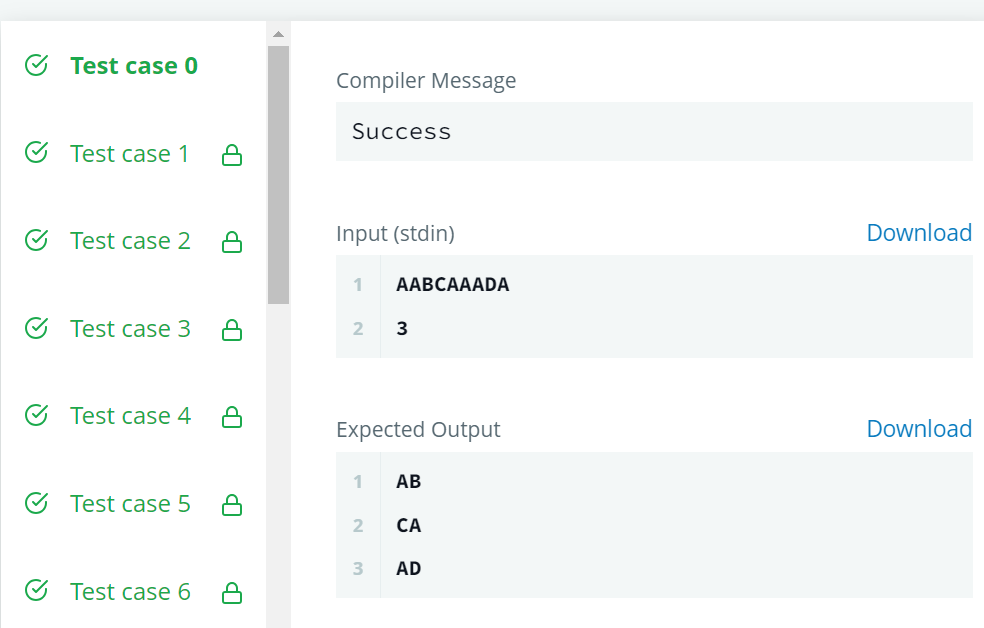 Test case 0
Test case 1
Test case 2
Test case 3
Test case 4
Test case 5
Test case 6
Compiler Message
Success
Input (stdin)
Download
1 AABCAAADA
2 3
Expected Output
Download
1 AB
2 CA
3 AD